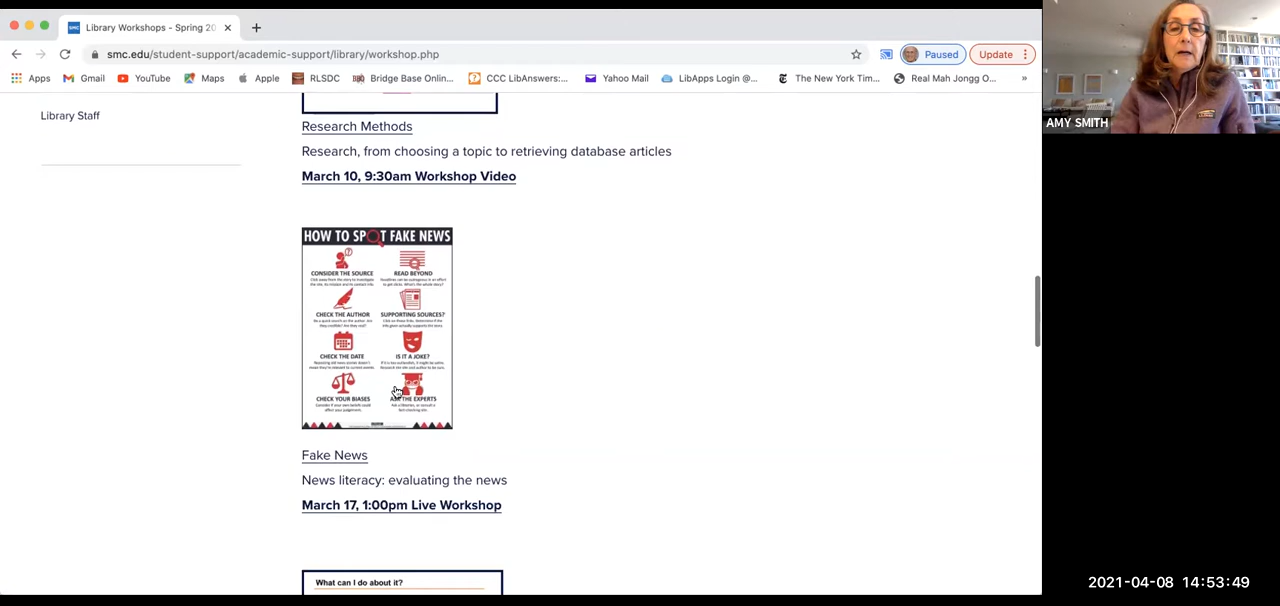 Library Workshops - Spring 20
smc.edu/student-support/academic-support/library/workshop.php
Paused
Update
Apps
Gmail
YouTube
Maps
Apple
RLSDC
Bridge Base Onlin...
CCC LibAnswers:...
Yahoo Mail
LibApps Login @...
The New York Tim...
Real Mah Jongg O...
»
AMY SMITH
Library Staff
Research Methods
Research, from choosing a topic to retrieving database articles
March 10, 9:30am Workshop Video
HOW TO SPOT FAKE NEWS
CONSIDER THE SOURCE
READ BEYOND
CHECK THE AUTHOR
SUPPORTING SOURCES?
CHECK THE DATE
IS IT A JOKE?
CHECK YOUR BIASES
THE EXPERTS
Fake News
News literacy: evaluating the news
March 17, 1:00pm Live Workshop
What can I do about it?
2021-04-08 14:53:49